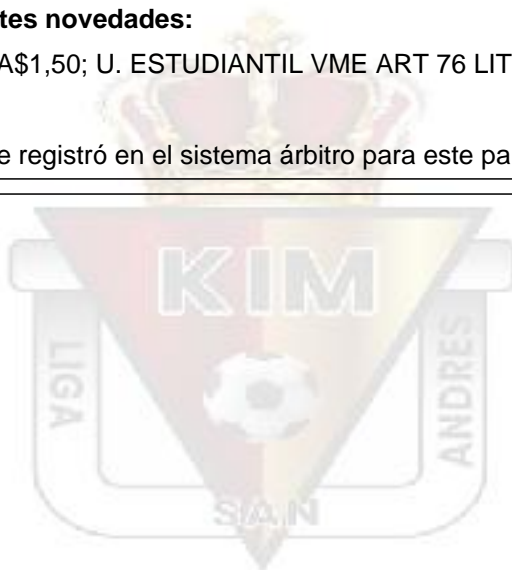 tes novedades:
A$1,50; U. ESTUDIANTIL VME ART 76 LIT
e registró en el sistema árbitro para este pa
KIM
LIGA
ANDRES
SAN